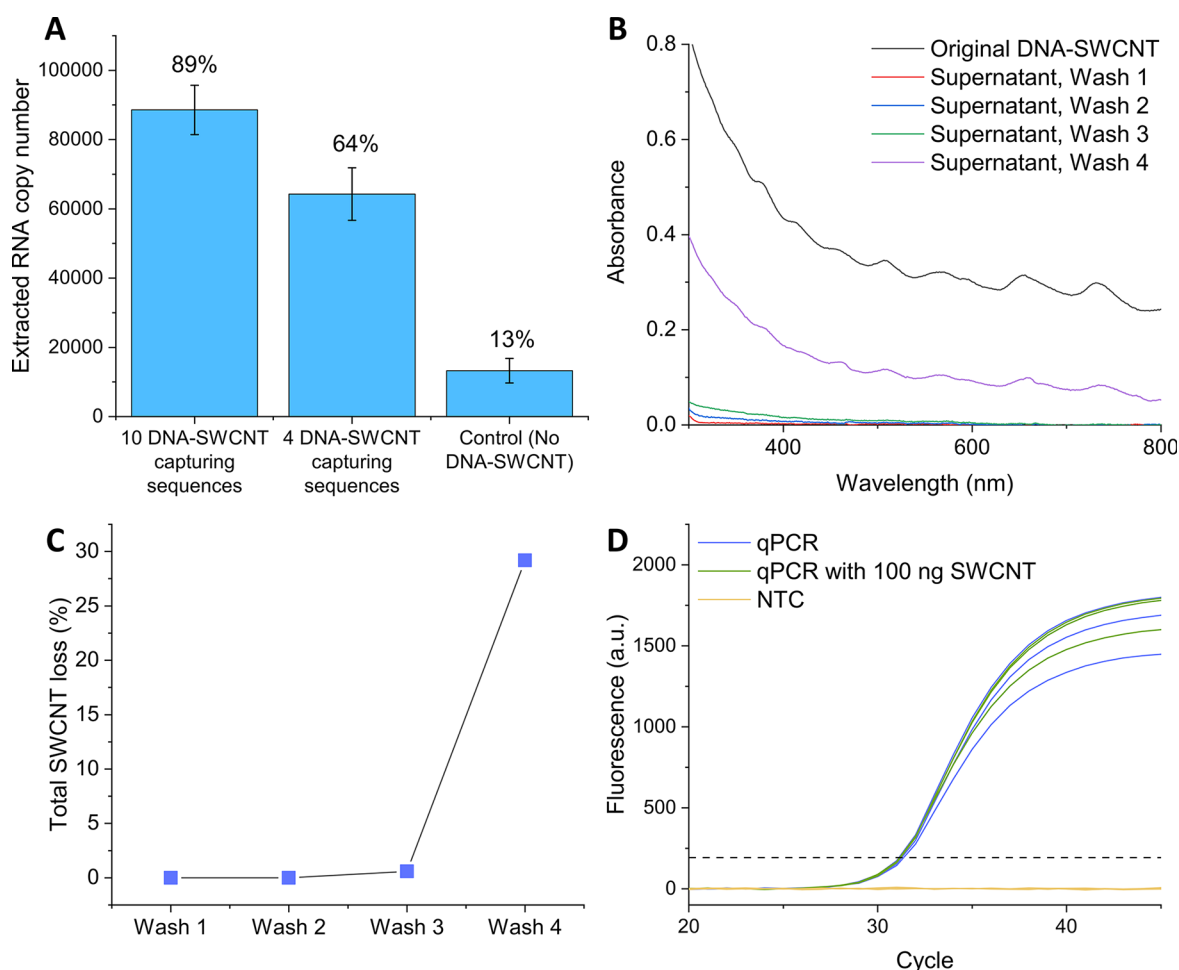 A
Extracted RNA copy number
100000
80000
60000
40000
20000
0
89%
64%
13%
10 DNA-SWCNT
capturing
sequences
4 DNA-SWCNT
capturing
sequences
Control (No
DNA-SWCNT)
B
Absorbance
0.8
0.6
0.4
0.2
0.0
Original DNA-SWCNT
Supernatant, Wash 1
Supernatant, Wash 2
Supernatant, Wash 3
Supernatant, Wash 4
400
600
800
Wavelength (nm)
C
Total SWCNT loss (%)
30
25
20
15
10
5
0
Wash 1
Wash 2
Wash 3
Wash 4
D
Fluorescence (a.u.)
2000
1500
1000
500
0
qPCR
qPCR with 100 ng SWCNT
NTC
20
30
40
Cycle